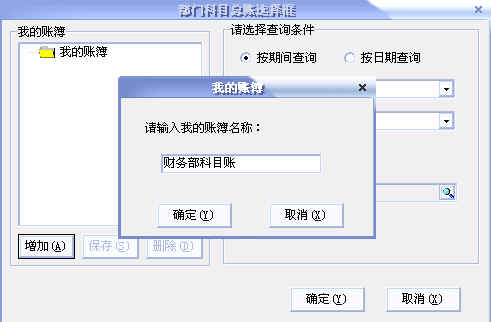 部门科目总账选择框
我的账簿
我的账簿
请选择查询条件
按期间查询 按日期查询
我的账簿
请输入我的账簿名称：
财务部科目账
确定(Y) 取消(X)
增加(A) 保存(S) 删除(D)
确定(Y) 取消(X)